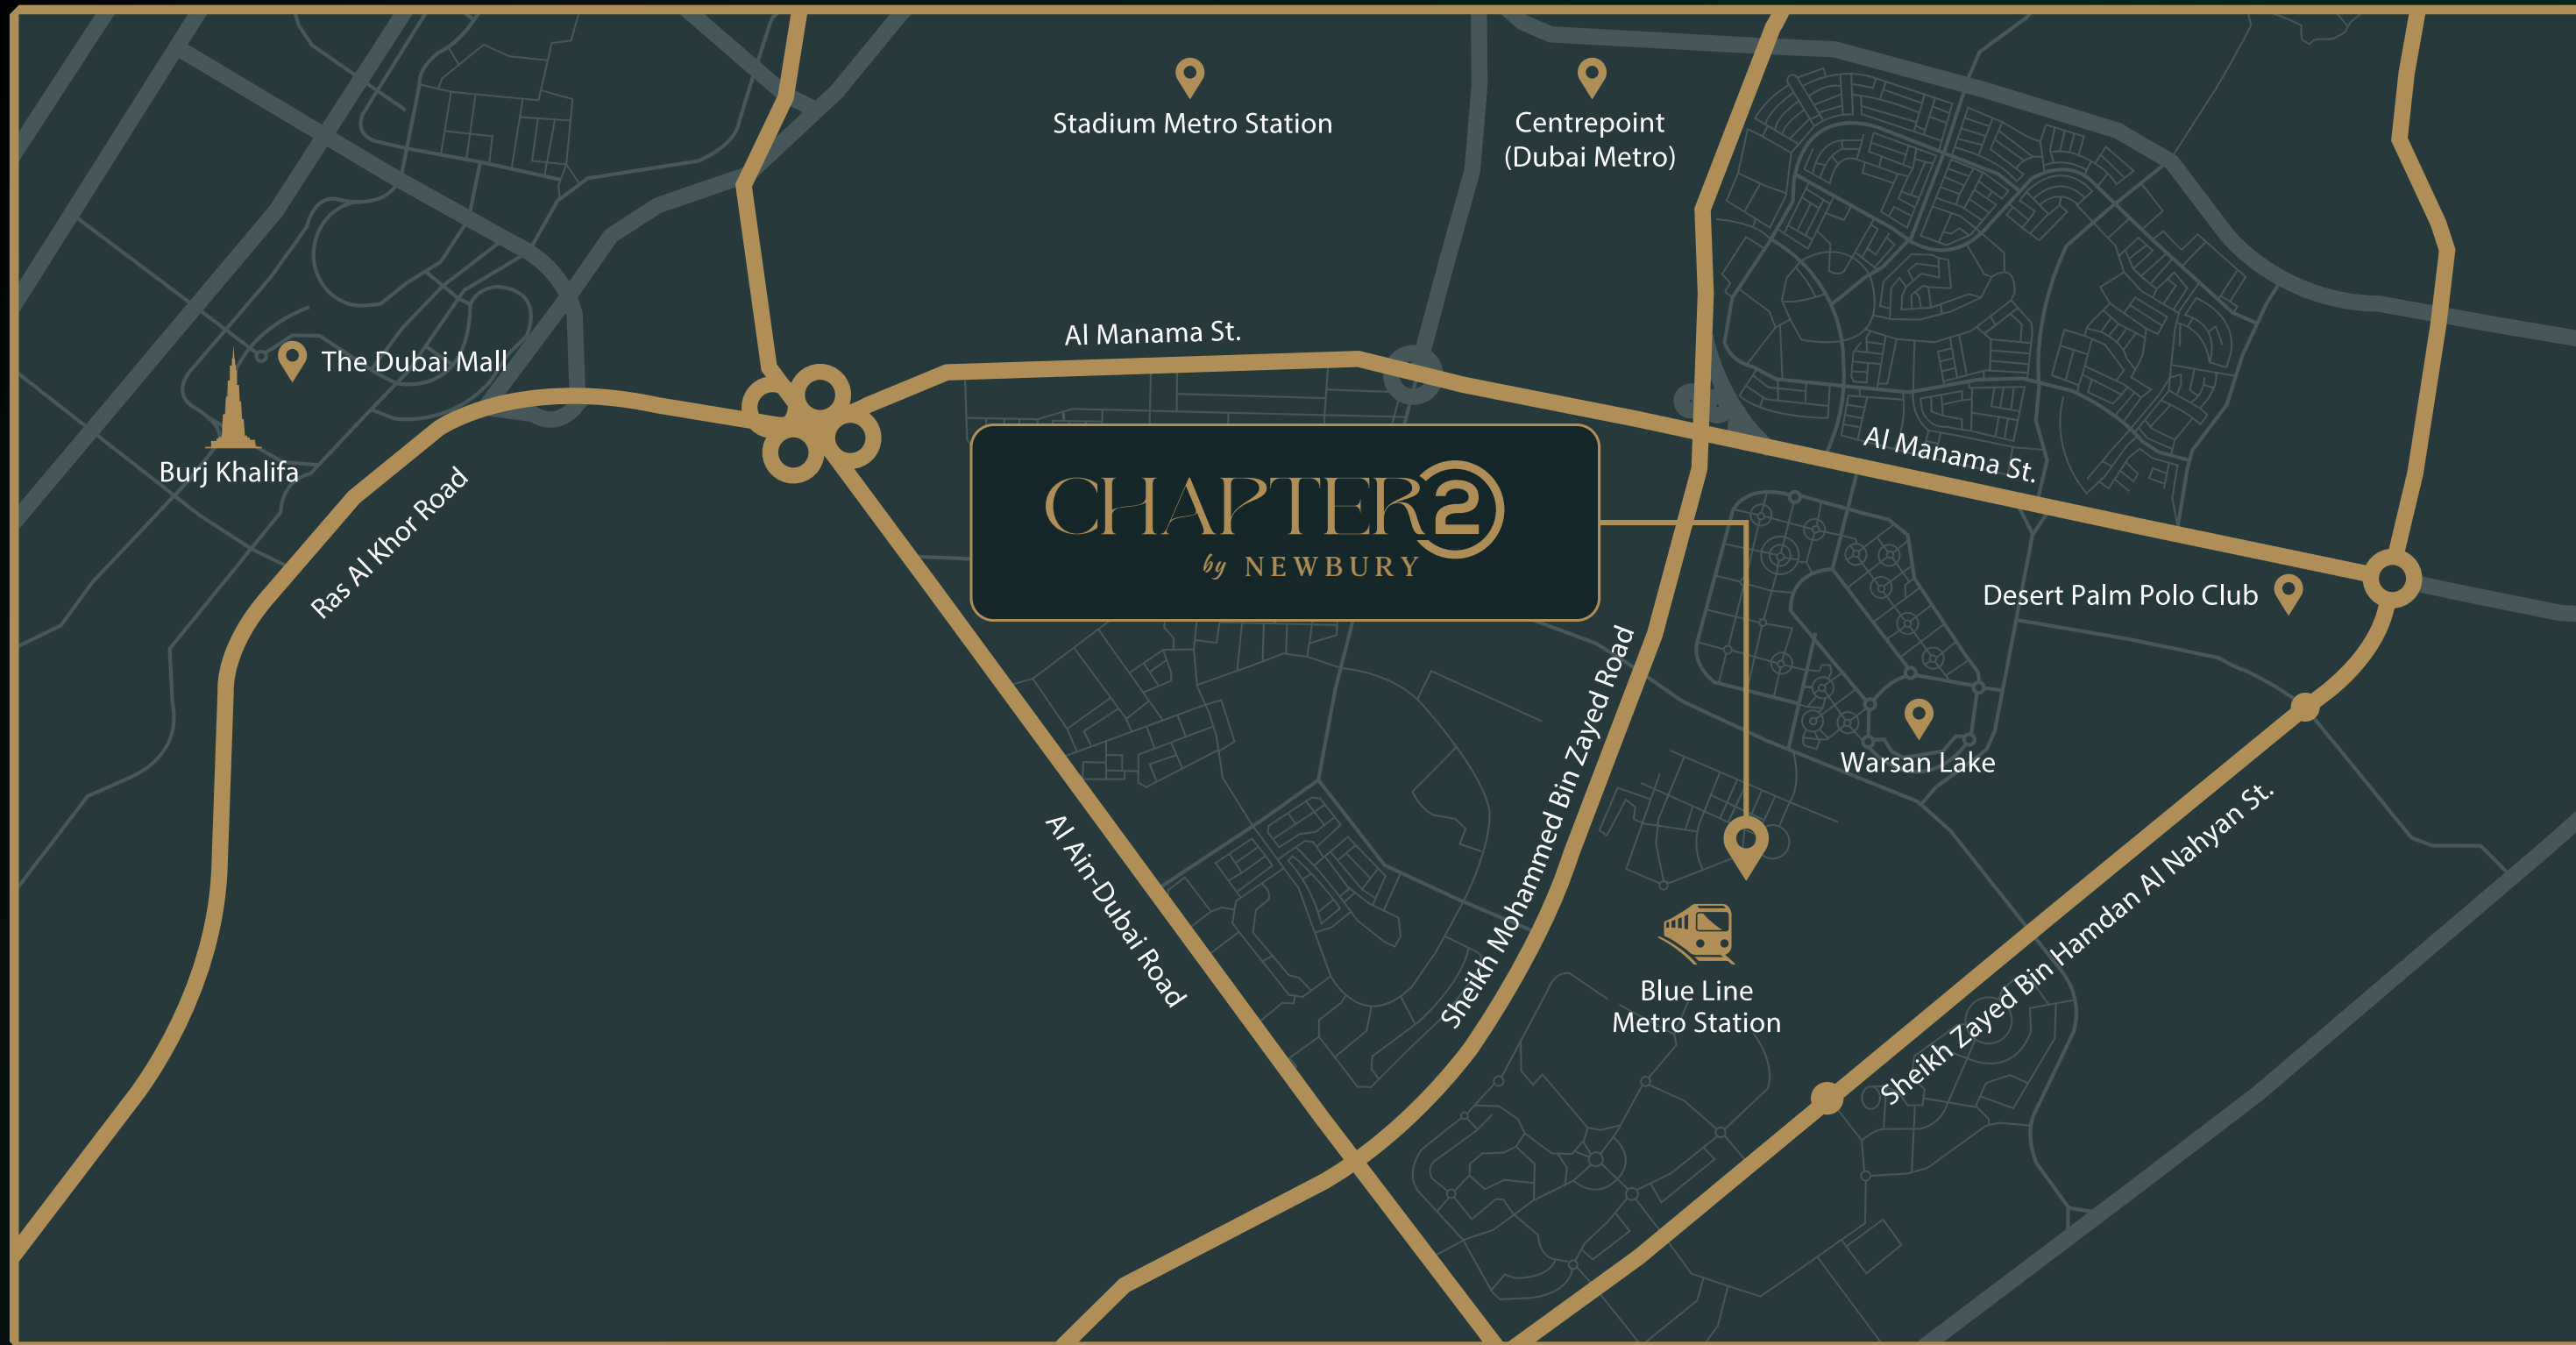 Stadium Metro Station
Centrepoint
(Dubai Metro)
Al Manama St.
The Dubai Mall
Burj Khalifa
Ras Al Khor Road
CHAPTER 2
by NEWBURY
Al Manama St.
Desert Palm Polo Club
Warsan Lake
Sheikh Mohammed Bin Zayed Road
Al Ain-Dubai Road
Blue Line
Metro Station
Sheikh Zayed Bin Hamdan Al Nahyan St.